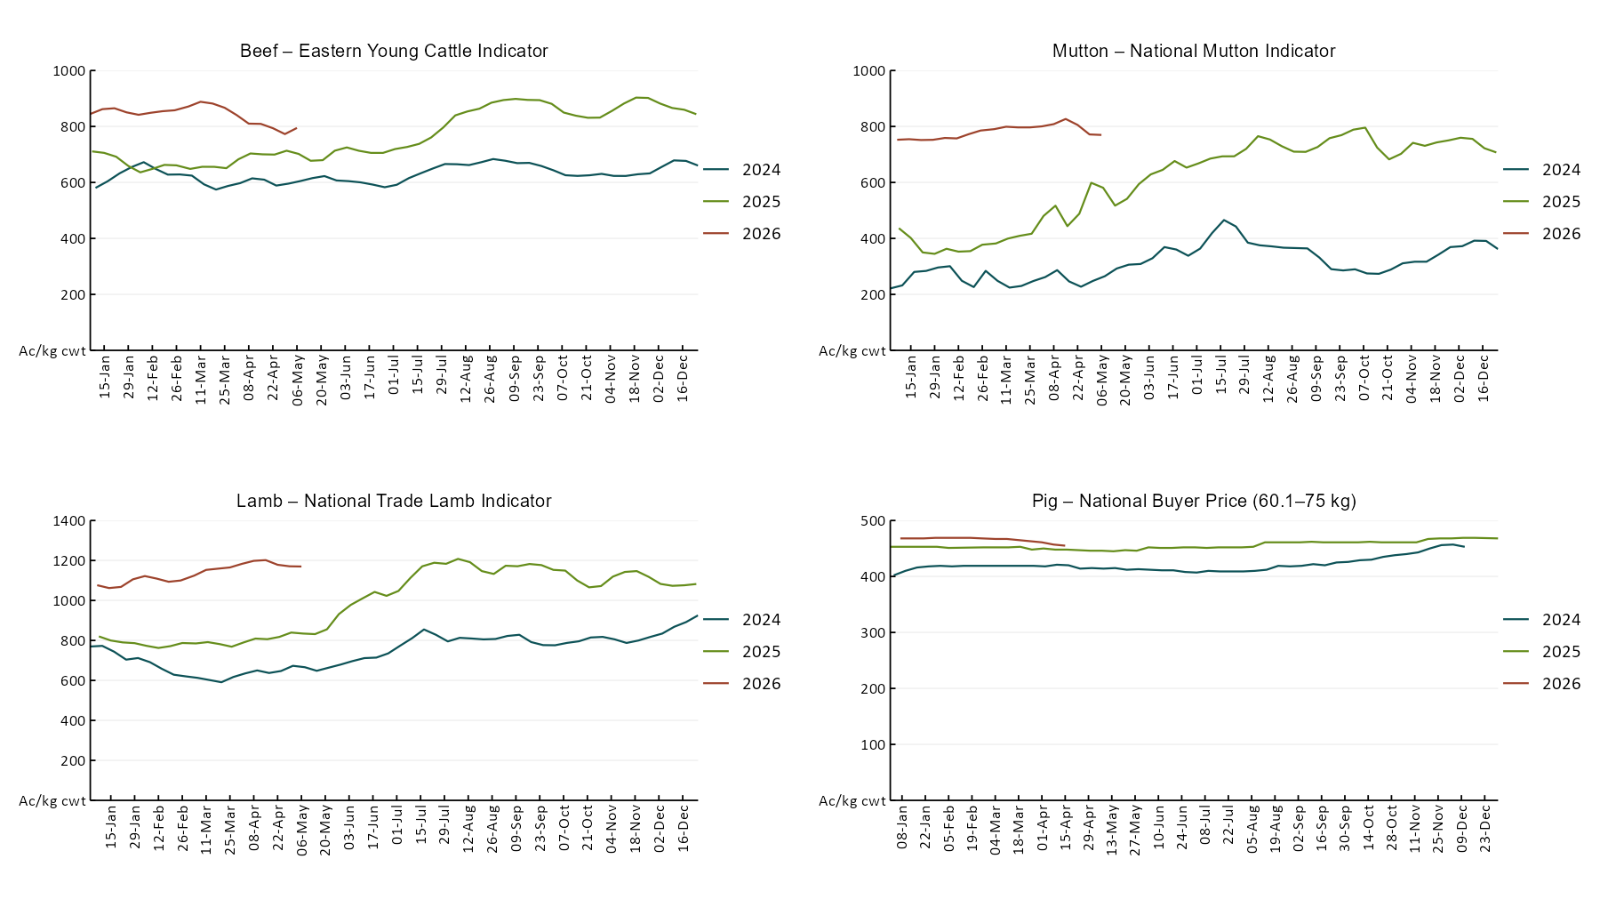 Beef – Eastern Young Cattle Indicator
1000
800
600
400
200
Ac/kg cwt
15-Jan
29-Jan
12-Feb
26-Feb
11-Mar
25-Mar
08-Apr
22-Apr
06-May
20-May
03-Jun
17-Jun
01-Jul
15-Jul
29-Jul
12-Aug
26-Aug
09-Sep
23-Sep
07-Oct
21-Oct
04-Nov
18-Nov
02-Dec
16-Dec
2024
2025
2026
Mutton – National Mutton Indicator
1000
800
600
400
200
Ac/kg cwt
15-Jan
29-Jan
12-Feb
26-Feb
11-Mar
25-Mar
08-Apr
22-Apr
06-May
20-May
03-Jun
17-Jun
01-Jul
15-Jul
29-Jul
12-Aug
26-Aug
09-Sep
23-Sep
07-Oct
21-Oct
04-Nov
18-Nov
02-Dec
16-Dec
2024
2025
2026
Lamb – National Trade Lamb Indicator
1400
1200
1000
800
600
400
200
Ac/kg cwt
15-Jan
29-Jan
12-Feb
26-Feb
11-Mar
25-Mar
08-Apr
22-Apr
06-May
20-May
03-Jun
17-Jun
01-Jul
15-Jul
29-Jul
12-Aug
26-Aug
09-Sep
23-Sep
07-Oct
21-Oct
04-Nov
18-Nov
02-Dec
16-Dec
2024
2025
2026
Pig – National Buyer Price (60.1–75 kg)
500
400
300
200
100
Ac/kg cwt
08-Jan
22-Jan
05-Feb
19-Feb
04-Mar
18-Mar
01-Apr
15-Apr
29-Apr
13-May
27-May
10-Jun
24-Jun
08-Jul
22-Jul
05-Aug
19-Aug
02-Sep
16-Sep
30-Sep
14-Oct
28-Oct
11-Nov
25-Nov
09-Dec
23-Dec
2024
2025
2026